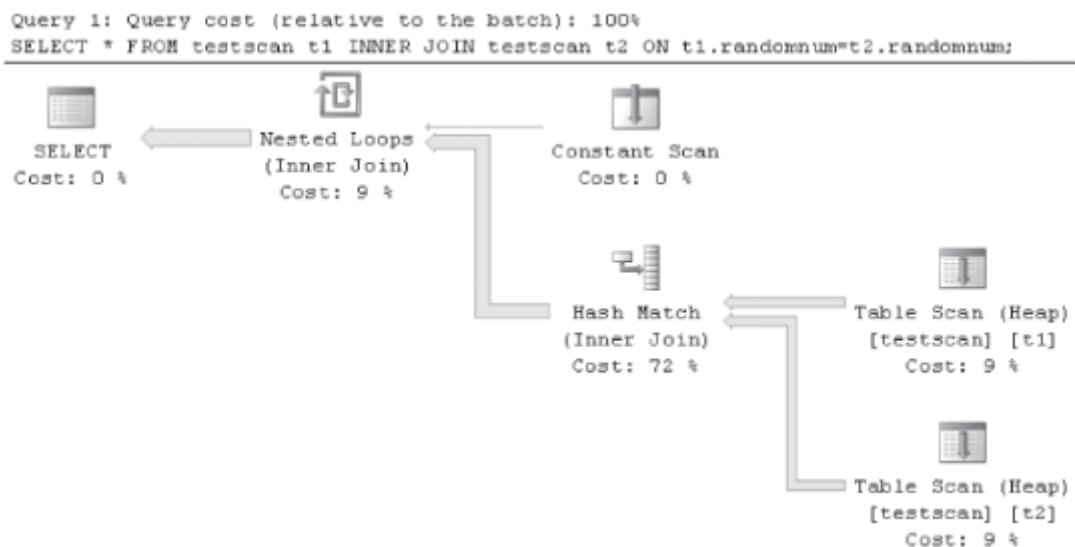 Query 1: Query cost (relative to the batch): 100%
SELECT * FROM testscan t1 INNER JOIN testscan t2 ON t1.randomnum=t2.randomnum;
SELECT
Cost: 0 %
Nested Loops
(Inner Join)
Cost: 9 %
Constant Scan
Cost: 0 %
Hash Match
(Inner Join)
Cost: 72 %
Table Scan (Heap)
[testscan] [t1]
Cost: 9 %
Table Scan (Heap)
[testscan] [t2]
Cost: 9 %